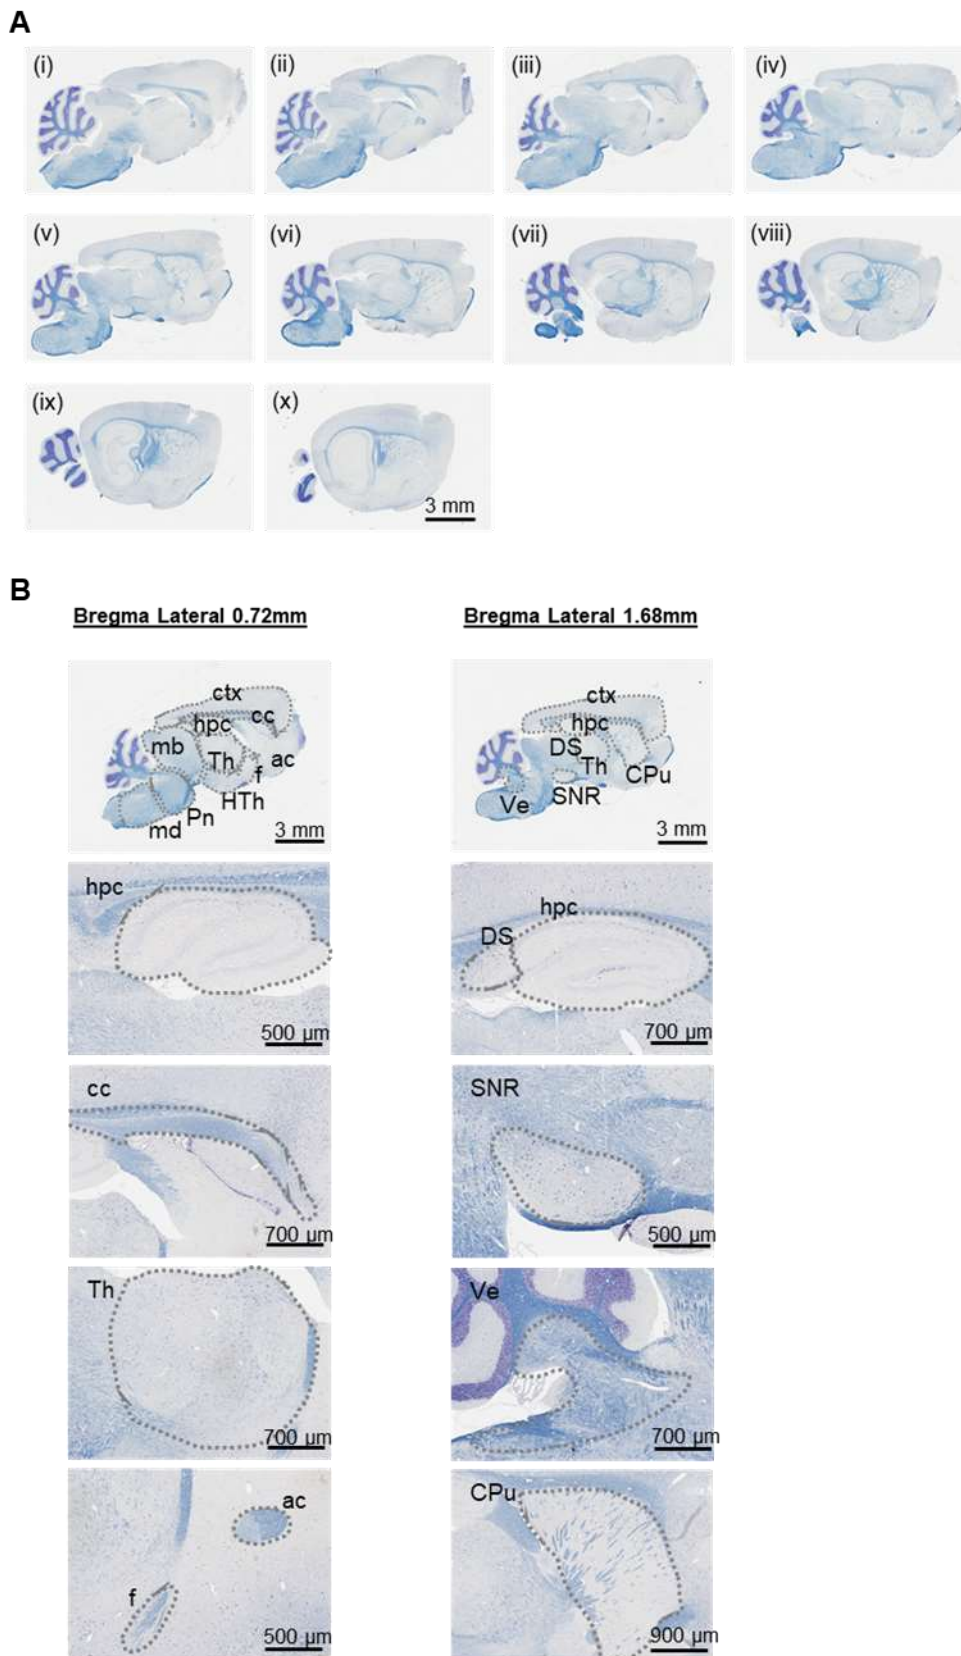 A
(i)
(ii)
(iii)
(iv)
(v)
(vi)
(vii)
(viii)
(ix)
(x)
3 mm
B
Bregma Lateral 0.72mm
Bregma Lateral 1.68mm
ctx
hpc
cc
mb
Th
ac
f
HTh
Pn
md
3 mm
ctx
hpc
DS
Th
CPu
SNR
Ve
3 mm
hpc
500 µm
hpc
DS
700 µm
cc
700 µm
SNR
500 µm
Th
700 µm
Ve
700 µm
ac
f
500 µm
CPu
900 µm